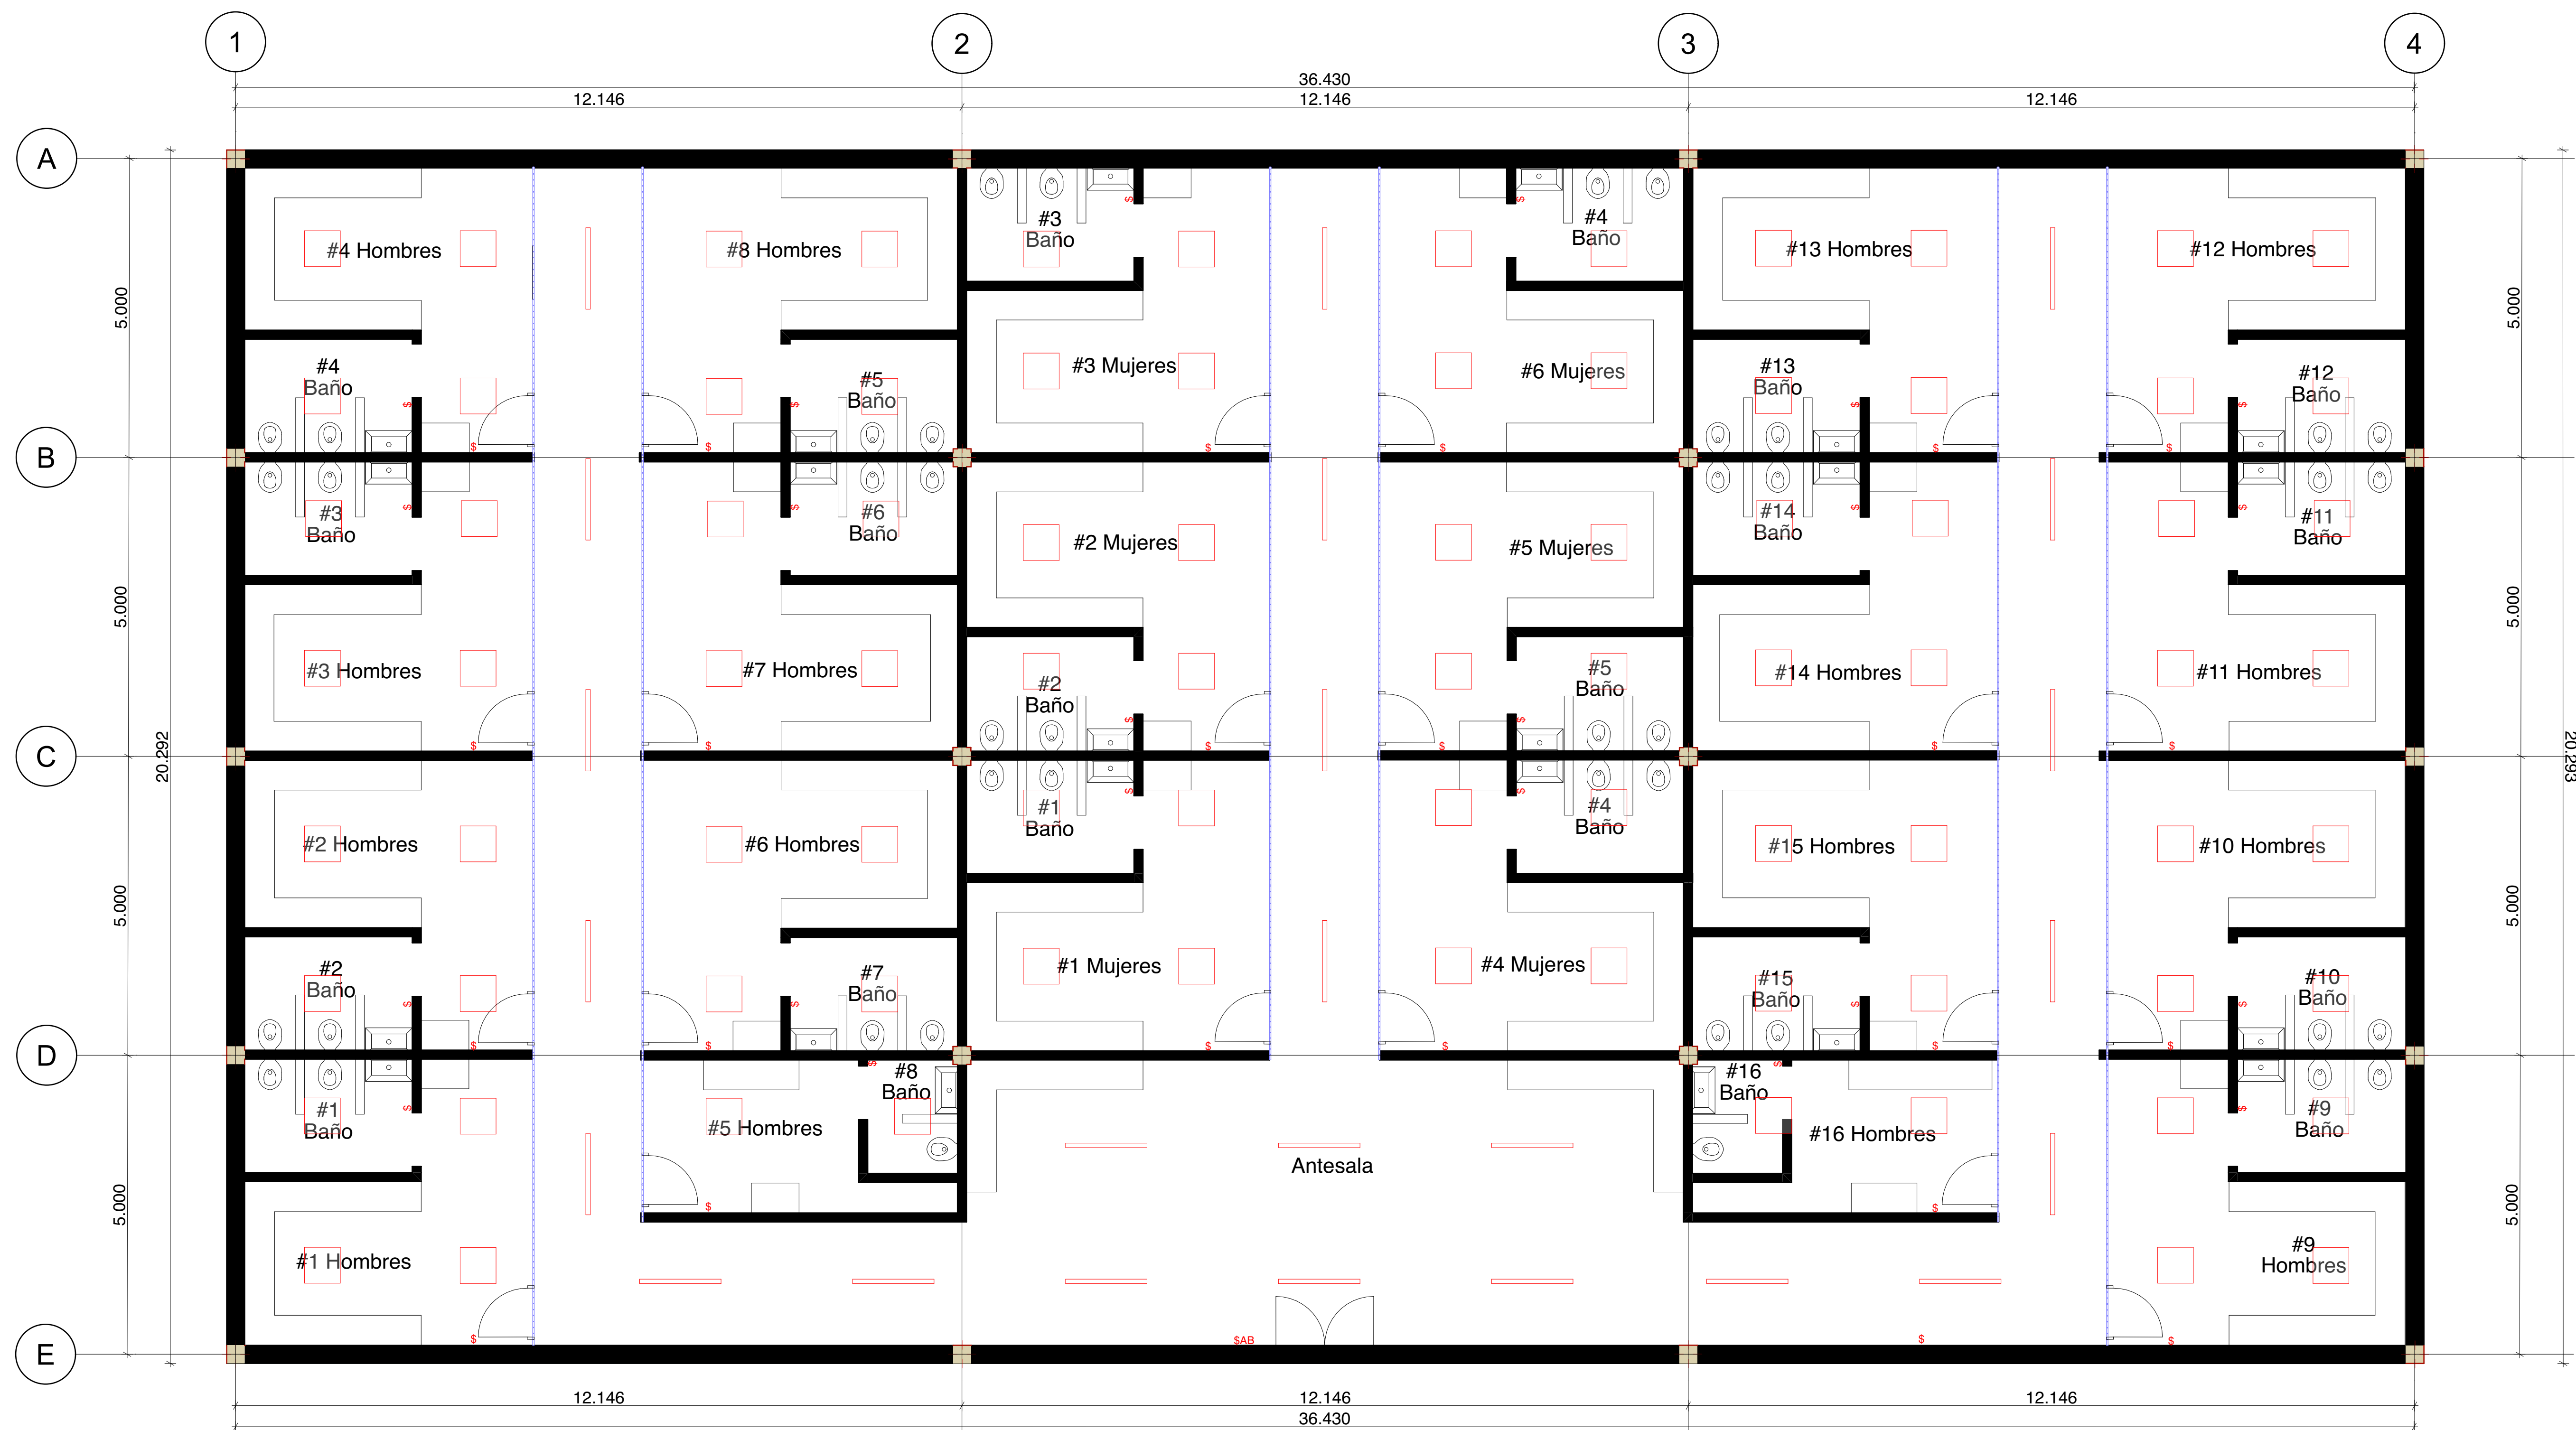 1 2 3 4
36.430
12.146 12.146 12.146
A
#3 Baño
#4 Baño
#4 Hombres
#8 Hombres
#13 Hombres
#12 Hombres
5.000
5.000
#4 Baño
#5 Baño
#3 Mujeres
#6 Mujeres
#13 Baño
#12 Baño
$ $ $ $ $ $
B
$ $ $ $ $ $
#3 Baño
#6 Baño
#2 Mujeres
#5 Mujeres
#14 Baño
#11 Baño
$ $ $ $
5.000
5.000
#3 Hombres
#7 Hombres
#2 Baño
#5 Baño
#14 Hombres
#11 Hombres
$ $
C
20.292
20.293
$ $ $ $ $ $
#1 Baño
#4 Baño
$ $
#2 Hombres
#6 Hombres
#15 Hombres
#10 Hombres
5.000
5.000
#2 Baño
#7 Baño
#1 Mujeres
#4 Mujeres
#15 Baño
#10 Baño
$ $ $ $
D
$ $ $ $ $ $
#8 Baño
#16 Baño
$ $
#1 Baño
#5 Hombres
#16 Hombres
#9 Baño
$ $
Antesala
5.000
5.000
$ $
#1 Hombres
#9 Hombres
$ $AB $ $
E
12.146 12.146 12.146
36.430